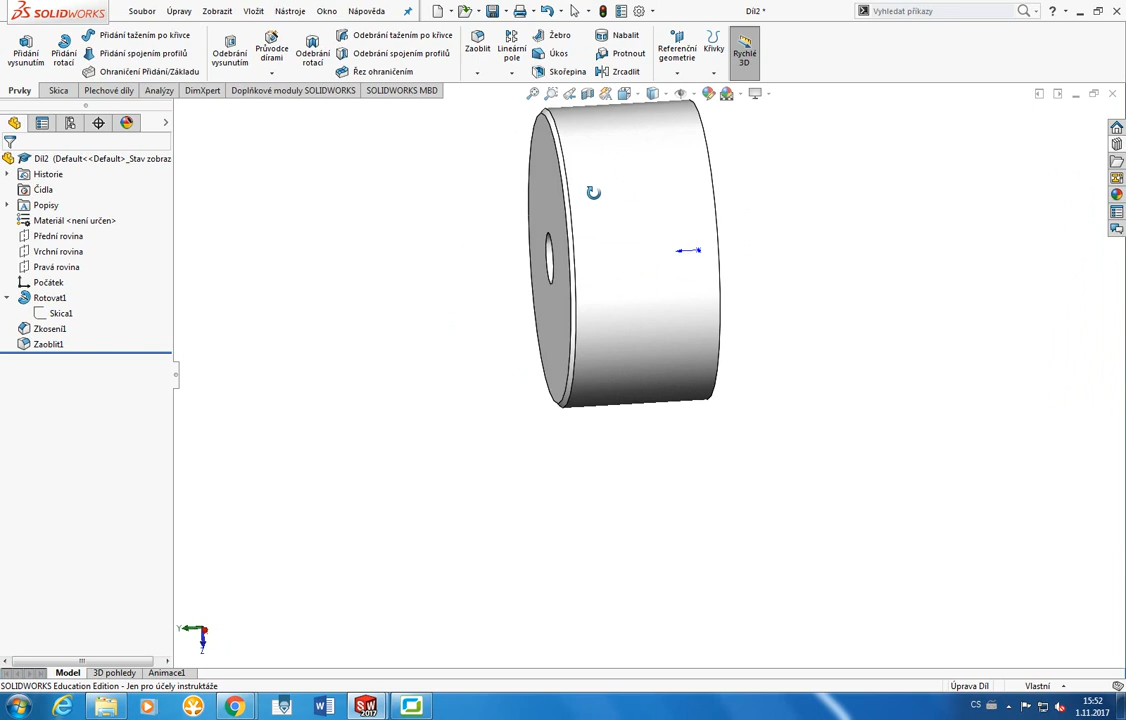 SOLIDWORKS Soubor Úpravy Zobrazit Vložit Nástroje Okno Nápověda Díl2 * Vyhledat příkazy
Přidání vysunutím
Přidání rotací
Přidání tažením po křivce
Přidání spojením profilů
Ohraničení Přidání/Základu
Odebrání vysunutím
Průvodce dírami
Odebrání rotací
Odebrání tažením po křivce
Odebrání spojením profilů
Řez ohraničením
Zaoblit
Lineární pole
Žebro
Úkos
Skořepina
Nabalit
Protnout
Zrcadlit
Referenční geometrie
Křivky
Rychlé 3D
Prvky Skica Plechové díly Analýzy DimXpert Doplňkové moduly SOLIDWORKS SOLIDWORKS MBD
Díl2 (Default<<Default>_Stav zobraz
Historie
Čidla
Popisy
Materiál <není určen>
Přední rovina
Vrchní rovina
Pravá rovina
Počátek
Rotovat1
Skica1
Zkosení1
Zaoblit1
Y
Z
Model 3D pohledy Animace1
SOLIDWORKS Education Edition - Jen pro účely instruktáže Úprava Díl Vlastní
CS 15:52
1.11.2017
SW 2017